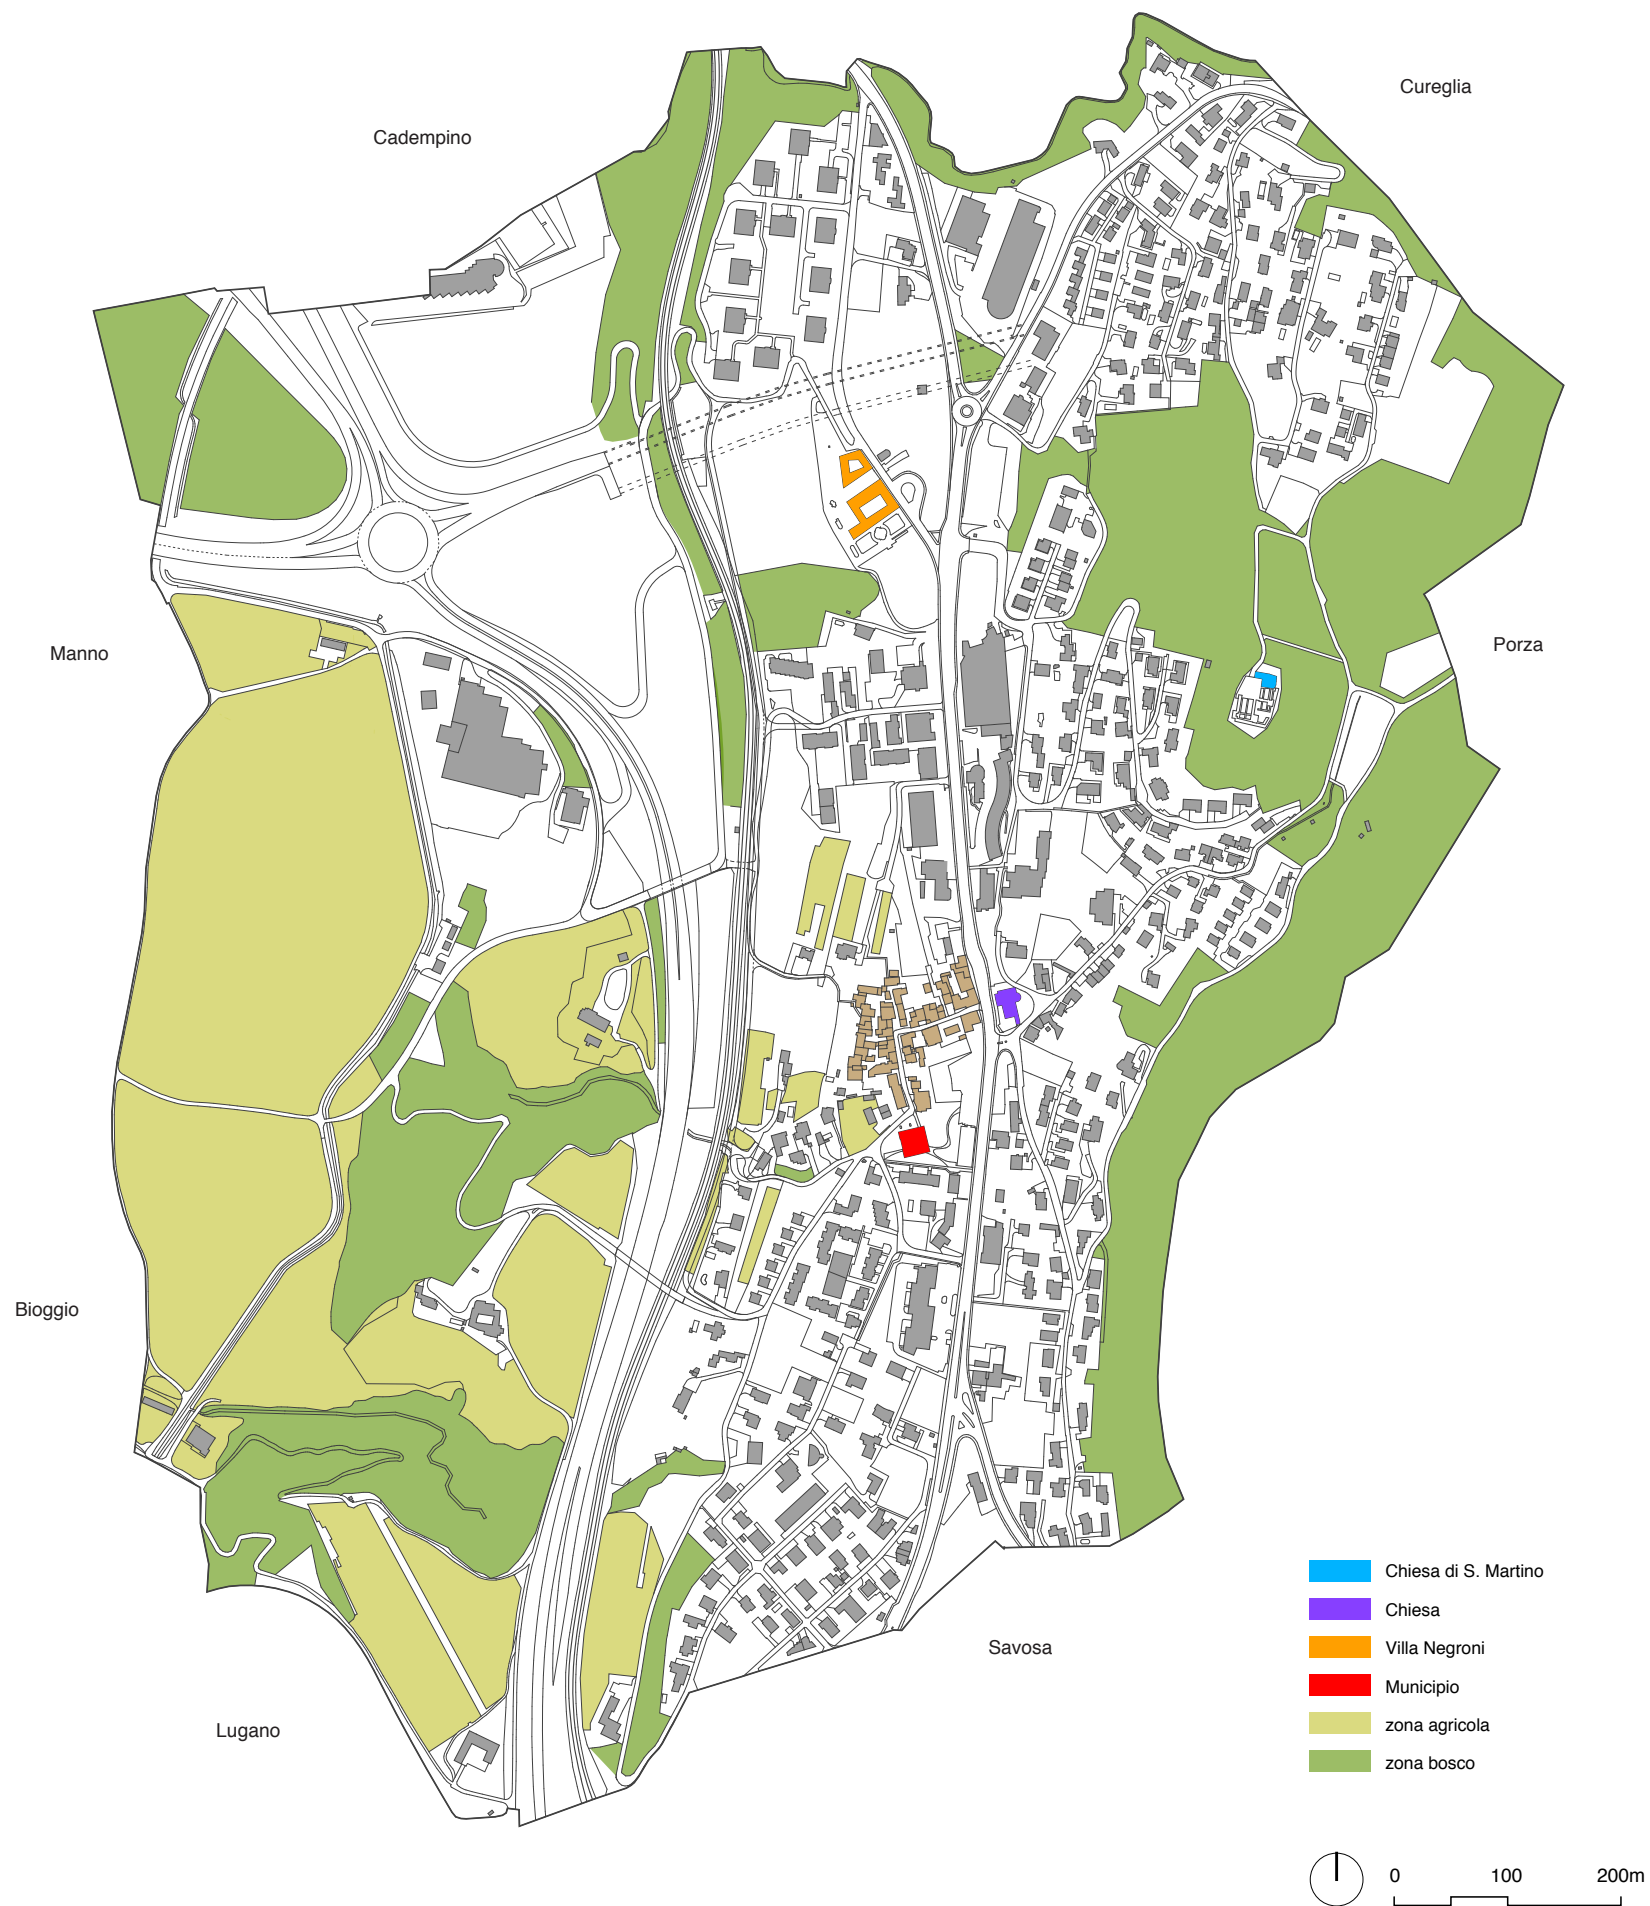 Cureglia
Cadempino
Manno
Porza
Bioggio
Chiesa di S. Martino
Chiesa
Savosa
Villa Negroni
Municipio
Lugano
zona agricola
zona bosco
0 100 200m